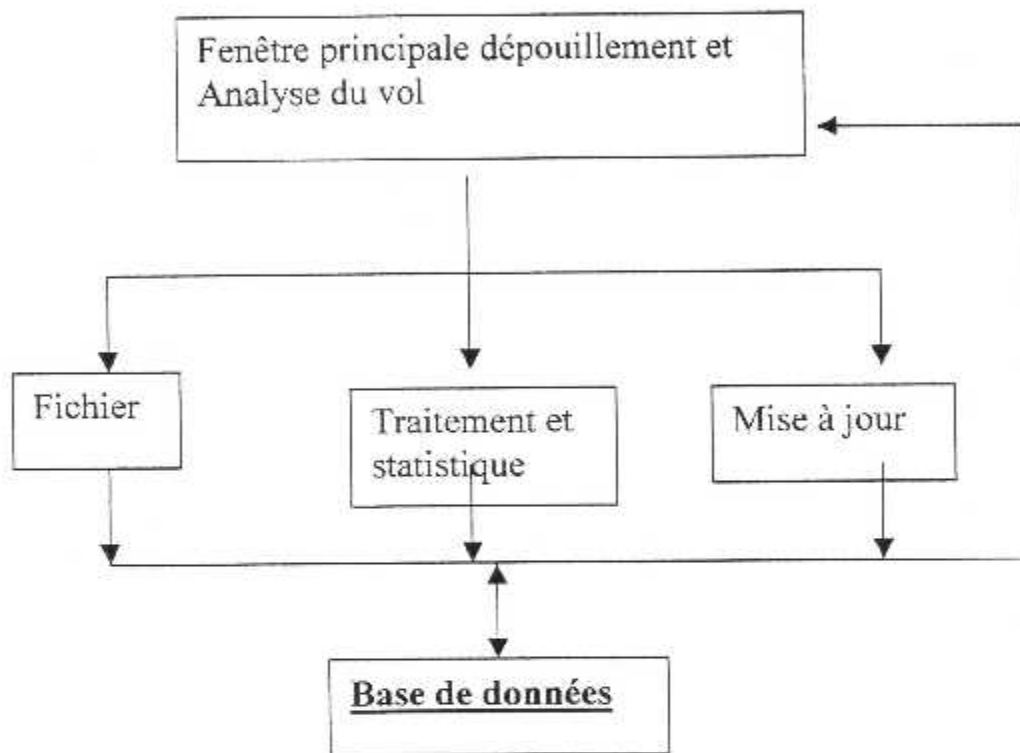 Fenêtre principale dépouillement et
Analyse du vol
Fichier
Traitement et
statistique
Mise à jour
Base de données